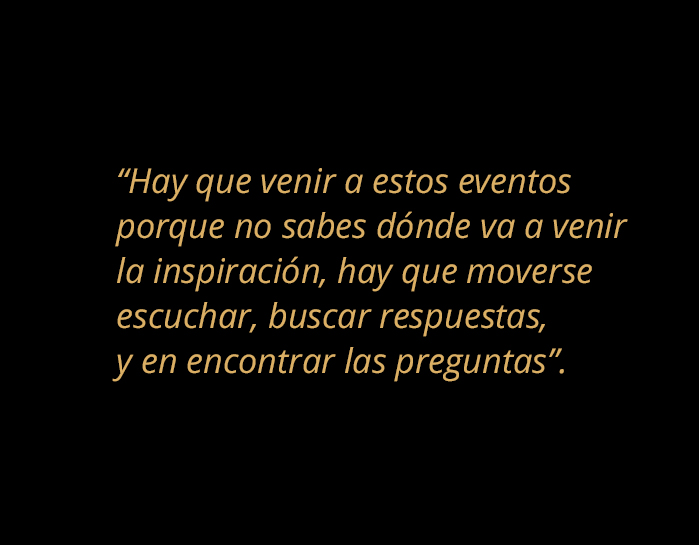 “Hay que venir a estos eventos
porque no sabes dónde va a venir
la inspiración, hay que moverse
escuchar, buscar respuestas,
y en encontrar las preguntas”.